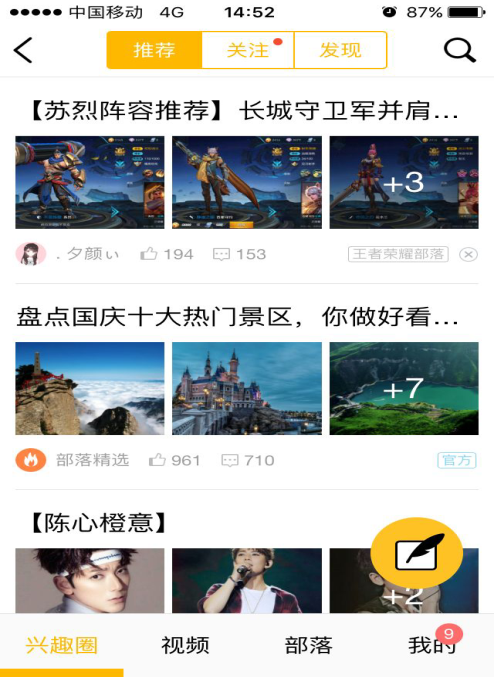 中国移动 4G 14:52 87%
推荐 关注 发现
【苏烈阵容推荐】长城守卫军并肩...
+3
. 夕颜い 194 153 王者荣耀部落
盘点国庆十大热门景区，你做好看...
+7
部落精选 961 710 官方
【陈心橙意】
+2
兴趣圈 视频 部落 我的 9